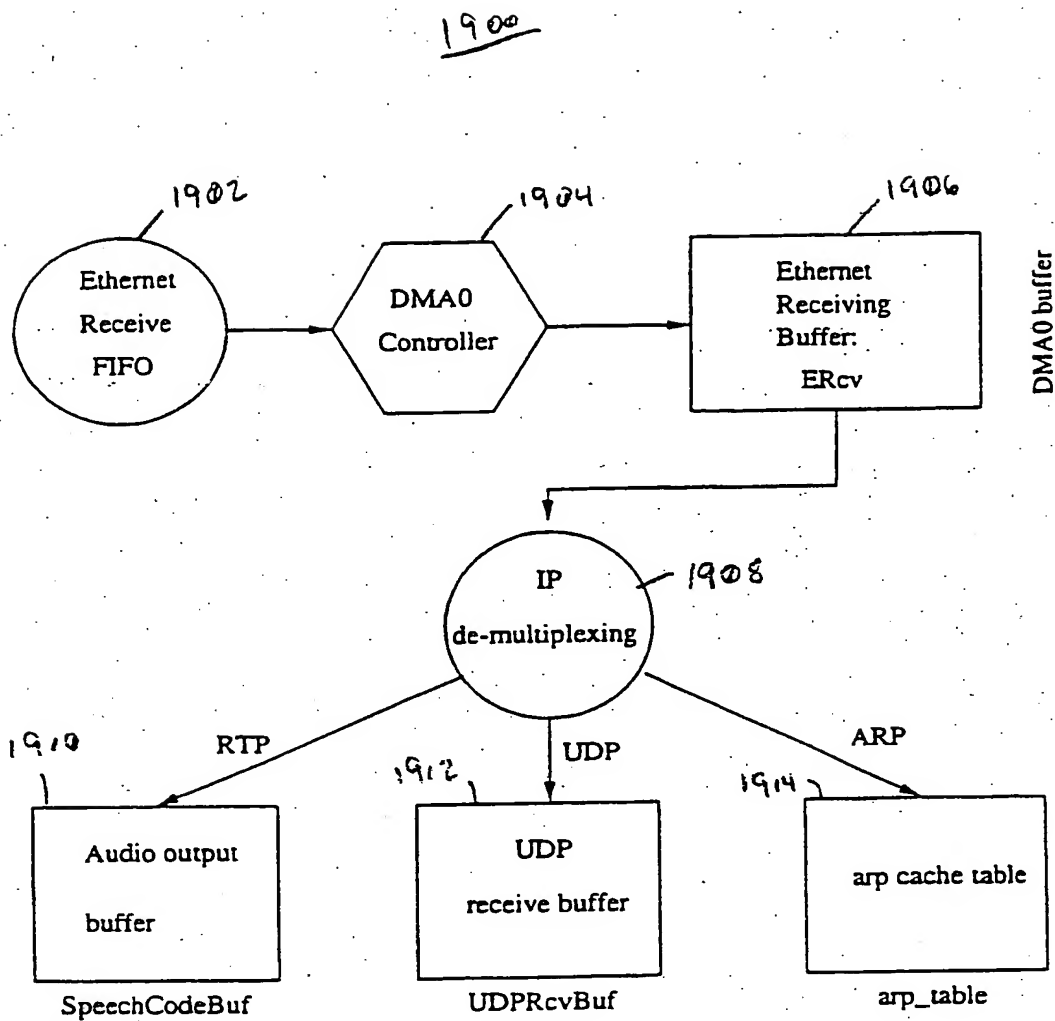 1900
1902
1904
1906
Ethernet
Receive
FIFO
DMA0
Controller
Ethernet
Receiving
Buffer:
ERcv
DMA0 buffer
IP
de-multiplexing
1908
RTP
UDP
ARP
1910
1912
1914
Audio output
buffer
UDP
receive buffer
arp cache table
SpeechCodeBuf
UDPRcvBuf
arp_table